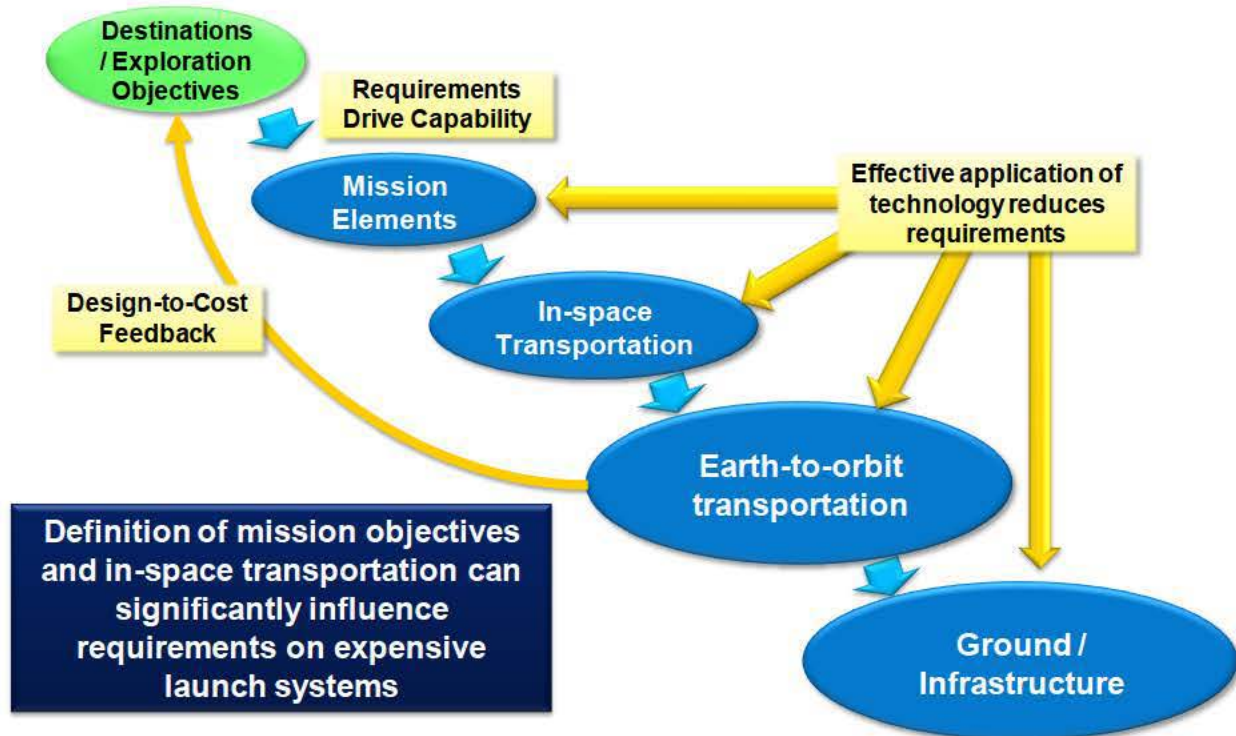 Destinations
/ Exploration
Objectives
Requirements
Drive Capability
Mission
Elements
Effective application of
technology reduces
requirements
Design-to-Cost
Feedback
In-space
Transportation
Earth-to-orbit
transportation
Definition of mission objectives
and in-space transportation can
significantly influence
requirements on expensive
launch systems
Ground /
Infrastructure